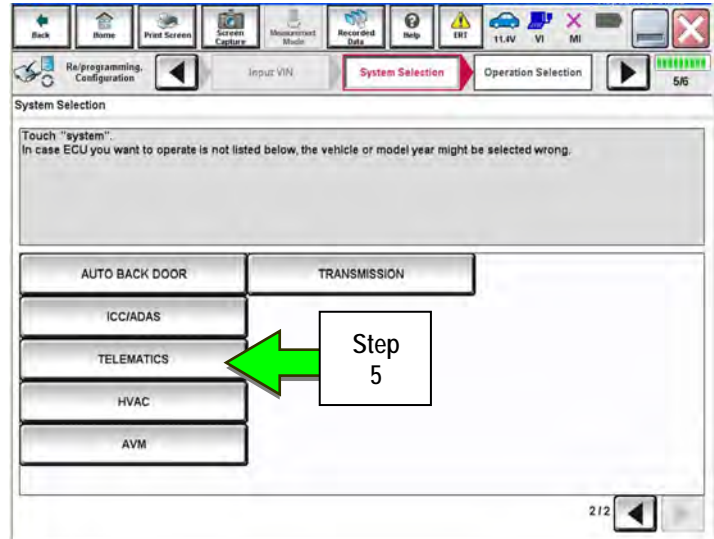 Back
Home
Print Screen
Screen Capture
Measurement Mode
Recorded Data
Help
ERT
11.4V
VI
MI
Re/programming, Configuration
Input VIN
System Selection
Operation Selection
5/6
System Selection
Touch "system".
In case ECU you want to operate is not listed below, the vehicle or model year might be selected wrong.
AUTO BACK DOOR
TRANSMISSION
ICC/ADAS
TELEMATICS
Step
5
HVAC
AVM
2/2